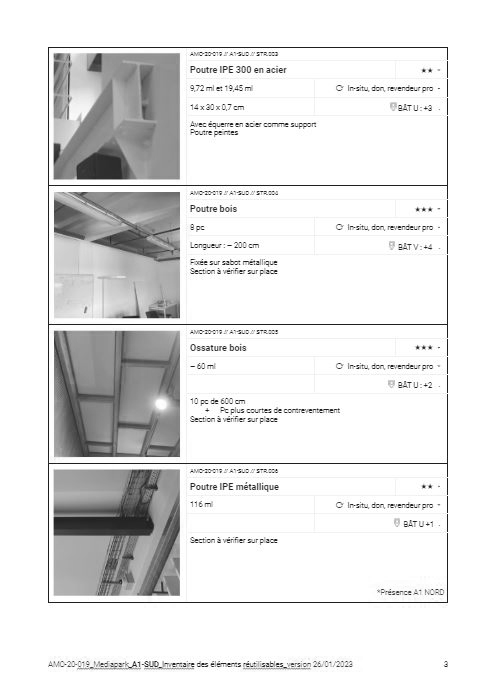 AMO-20-019 // A1-SUD // STR.003
Poutre IPE 300 en acier
★★ -
9,72 ml et 19,45 ml
In-situ, don, revendeur pro -
14 x 30 x 0,7 cm
BÂT U : +3 -
Avec équerre en acier comme support
Poutre peintes
AMO-20-019 // A1-SUD // STR.004
Poutre bois
★★★ -
8 pc
In-situ, don, revendeur pro -
Longueur : ~ 200 cm
BÂT V : +4 -
Fixée sur sabot métallique
Section à vérifier sur place
AMO-20-019 // A1-SUD // STR.005
Ossature bois
★★★ -
~ 60 ml
In-situ, don, revendeur pro -
BÂT U : +2 -
10 pc de 600 cm
+ Pc plus courtes de contreventement
Section à vérifier sur place
AMO-20-019 // A1-SUD // STR.006
Poutre IPE métallique
★★ -
116 ml
In-situ, don, revendeur pro -
BÂT U +1 -
Section à vérifier sur place
*Présence A1 NORD
AMO-20-019_Mediapark_A1-SUD_Inventaire des éléments réutilisables_version 26/01/2023
3